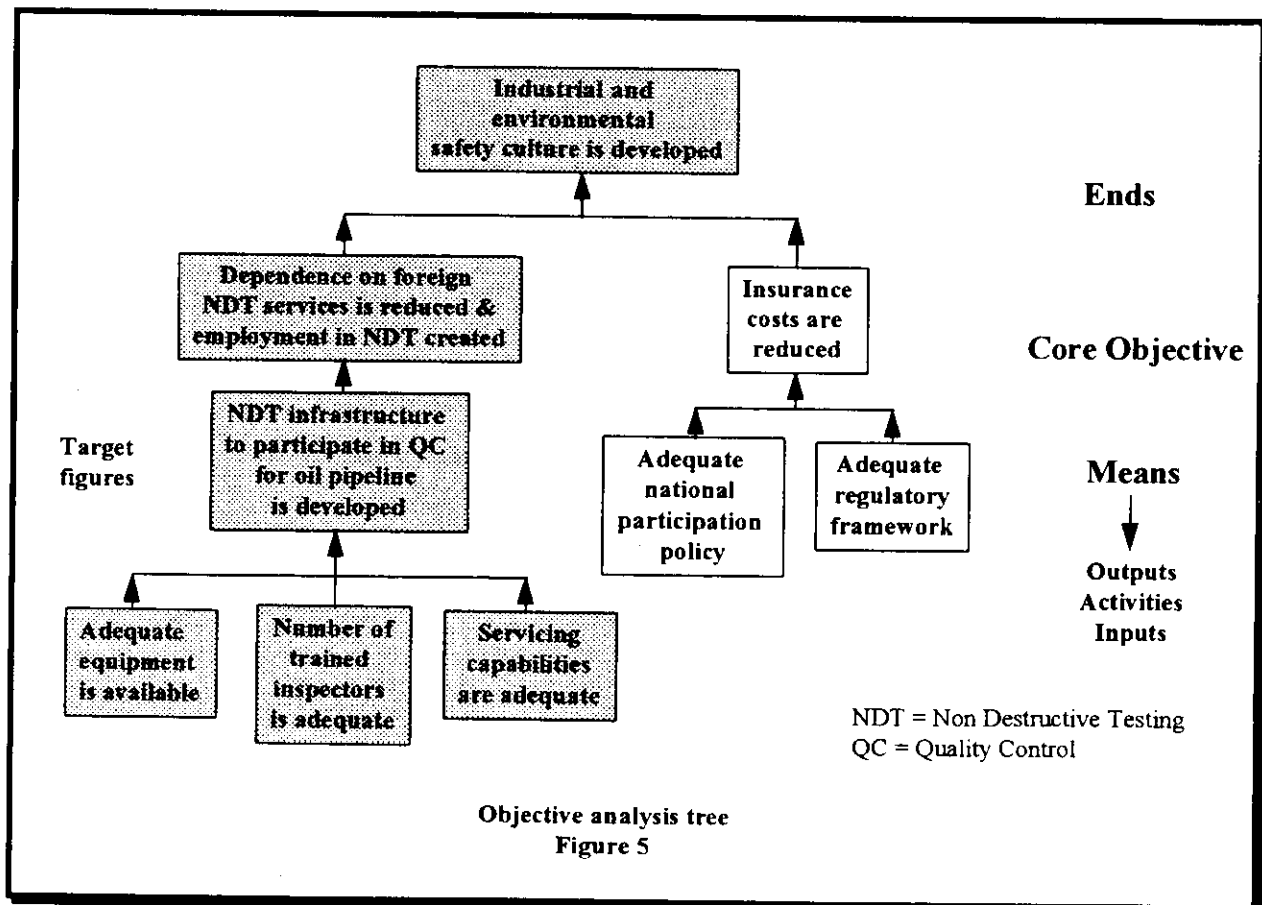 Industrial and
environmental
safety culture is developed
Ends
Dependence on foreign
NDT services is reduced &
employment in NDT created
Insurance
costs are
reduced
Core Objective
Target
figures
NDT infrastructure
to participate in QC
for oil pipeline
is developed
Adequate
national
participation
policy
Adequate
regulatory
framework
Means
Outputs
Activities
Inputs
Adequate
equipment
is available
Number of
trained
inspectors
is adequate
Servicing
capabilities
are adequate
NDT = Non Destructive Testing
QC = Quality Control
Objective analysis tree
Figure 5